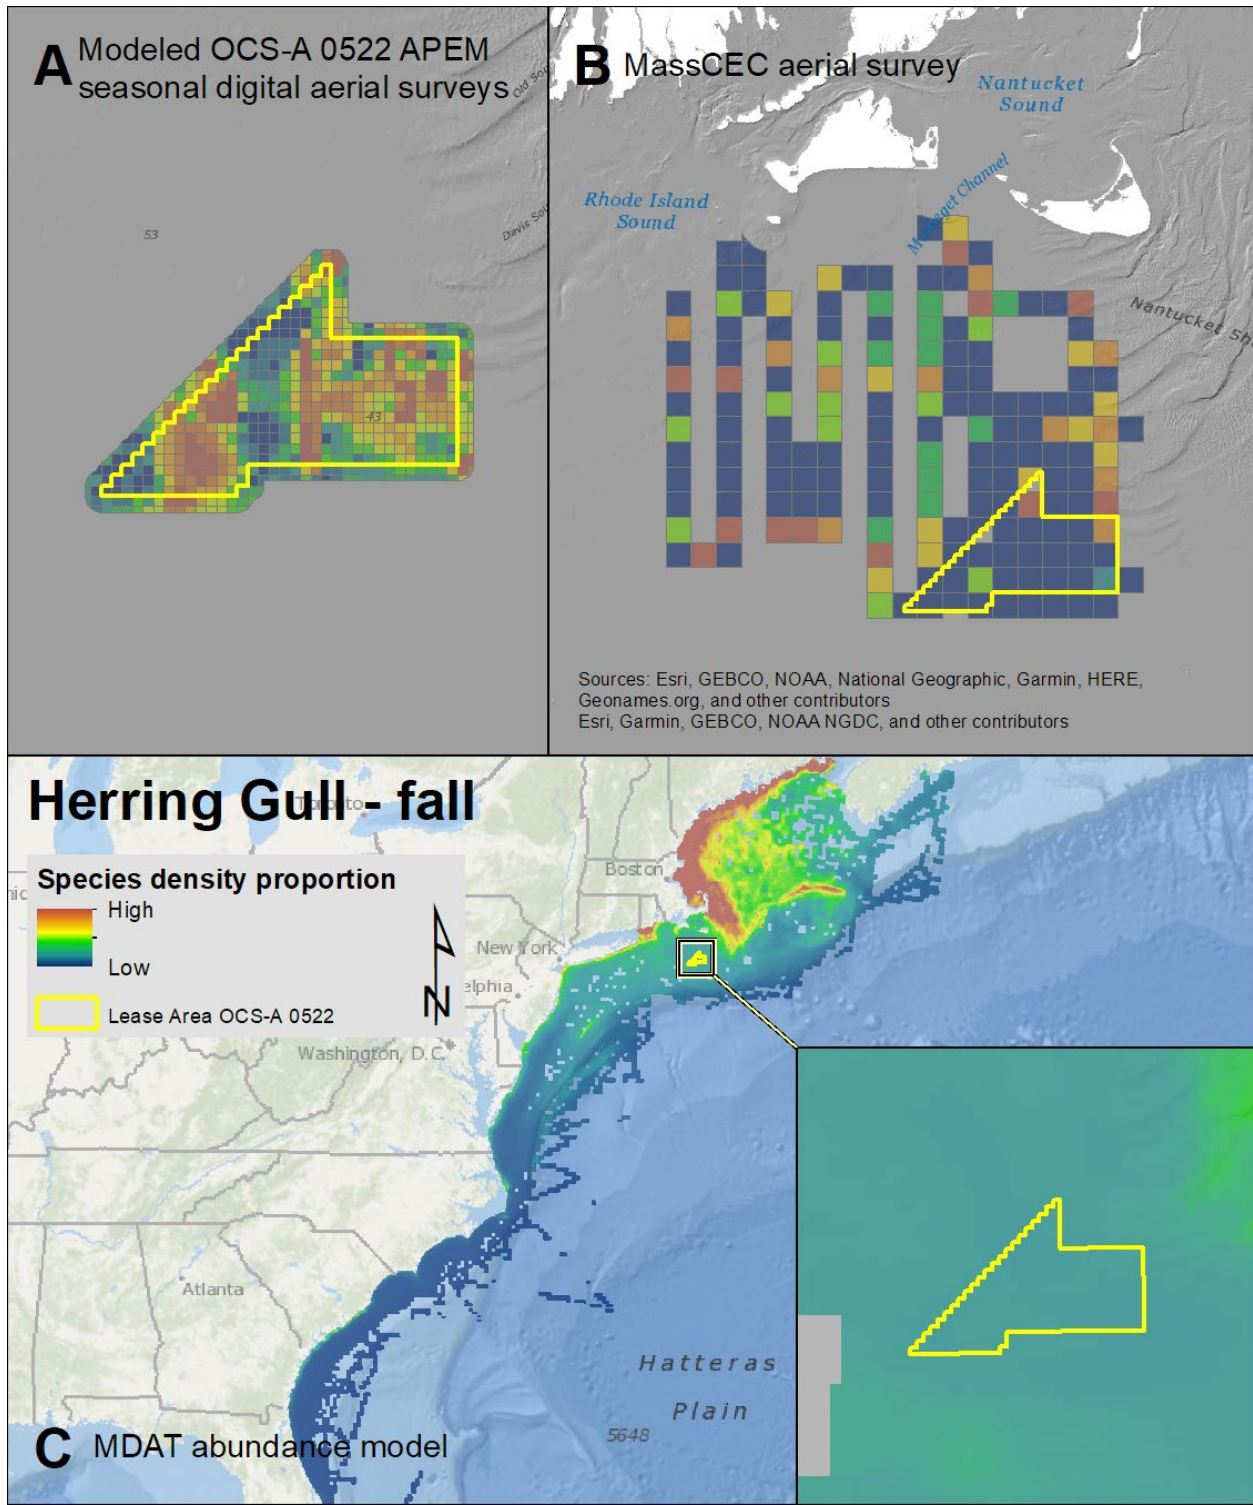 A Modeled OCS-A 0522 APEM
seasonal digital aerial surveys
53
43
B MassCEC aerial survey
Nantucket
Sound
Rhode Island
Sound
Channel
Sources: Esri, GEBCO, NOAA, National Geographic, Garmin, HERE,
Geonames.org, and other contributors
Esri, Garmin, GEBCO, NOAA NGDC, and other contributors
Herring Gull - fall
Toronto
Species density proportion
High
Low
Lease Area OCS-A 0522
N
Boston
New York
elphia
Washington, D.C.
Atlanta
Hatteras
Plain
5648
C MDAT abundance model